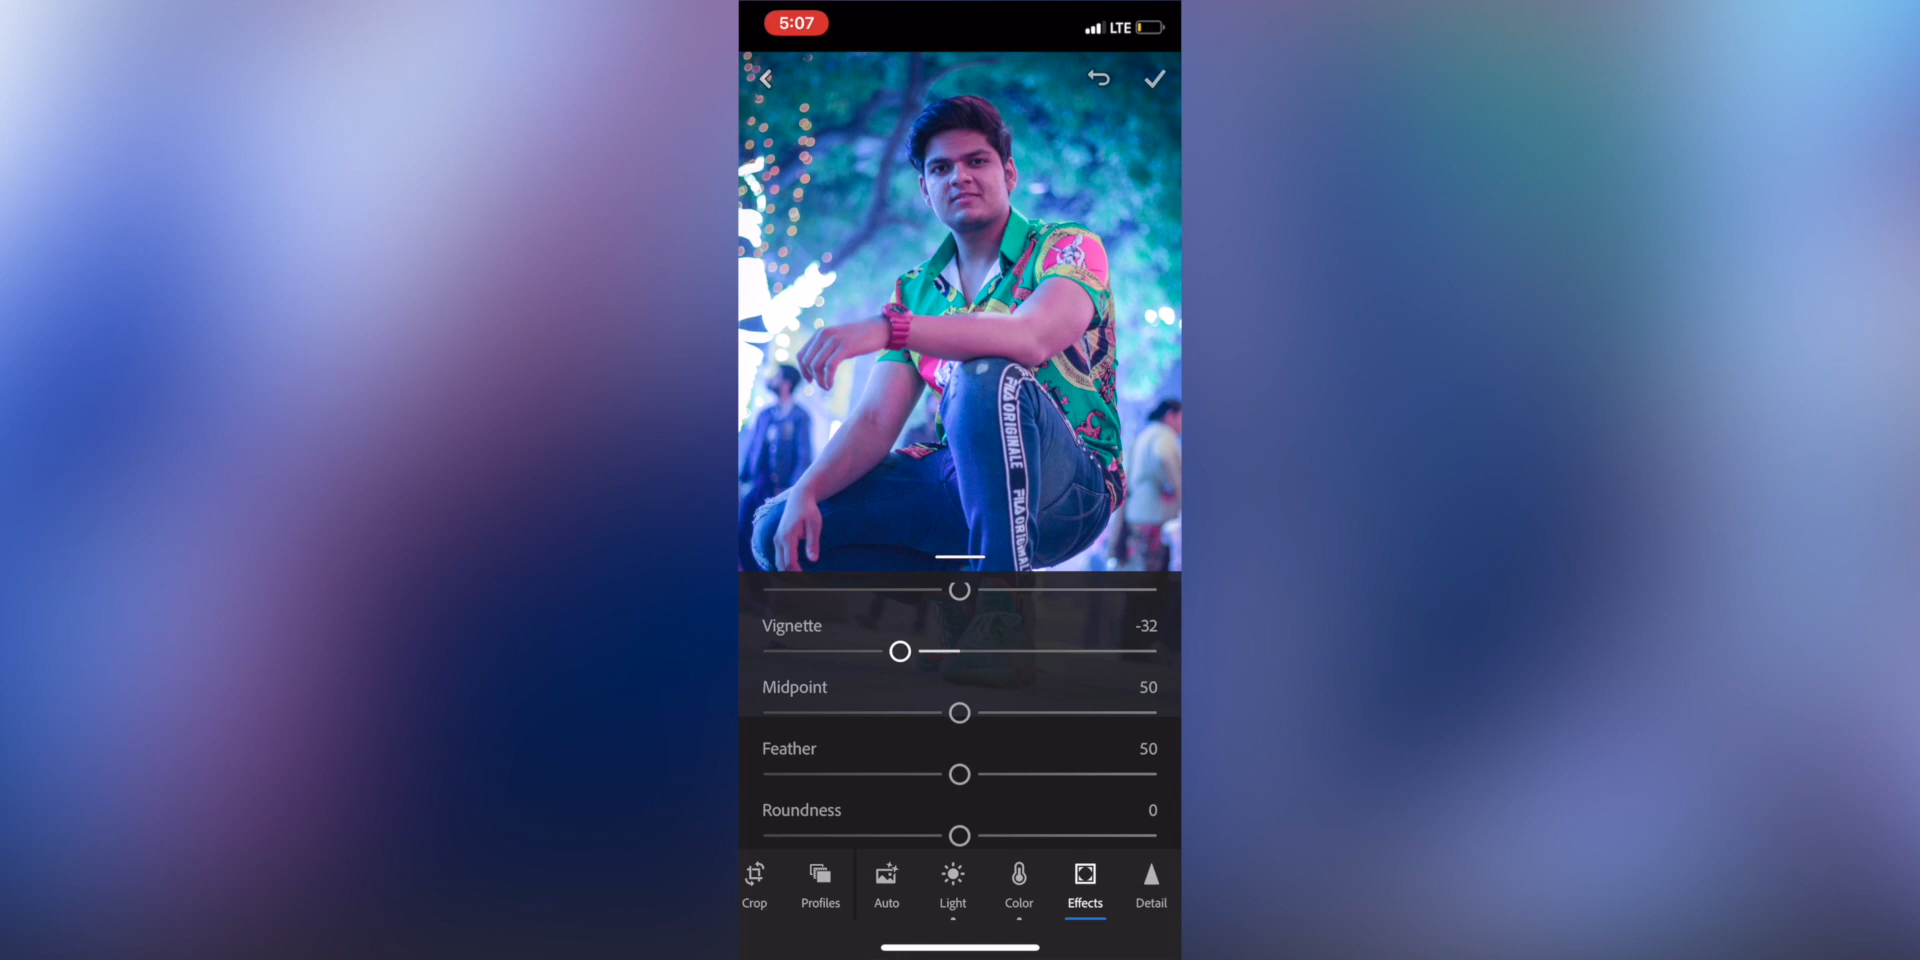 5:07
LTE
FILA ORIGINALE
FILA ORIGINAL
Vignette -32
Midpoint 50
Feather 50
Roundness 0
Crop Profiles Auto Light Color Effects Detail